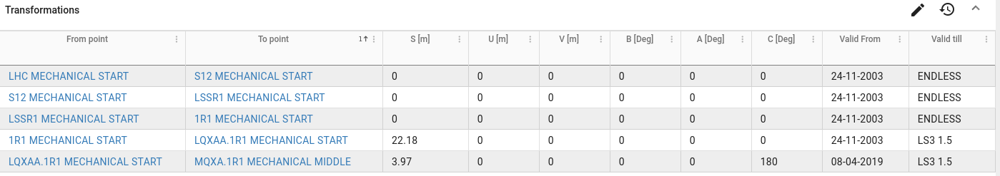 Transformations
From point To point 1↑ S [m] U [m] V [m] B [Deg] A [Deg] C [Deg] Valid From Valid till
LHC MECHANICAL START S12 MECHANICAL START 0 0 0 0 0 0 24-11-2003 ENDLESS
S12 MECHANICAL START LSSR1 MECHANICAL START 0 0 0 0 0 0 24-11-2003 ENDLESS
LSSR1 MECHANICAL START 1R1 MECHANICAL START 0 0 0 0 0 0 24-11-2003 ENDLESS
1R1 MECHANICAL START LQXAA.1R1 MECHANICAL START 22.18 0 0 0 0 0 24-11-2003 LS3 1.5
LQXAA.1R1 MECHANICAL START MQXA.1R1 MECHANICAL MIDDLE 3.97 0 0 0 0 180 08-04-2019 LS3 1.5